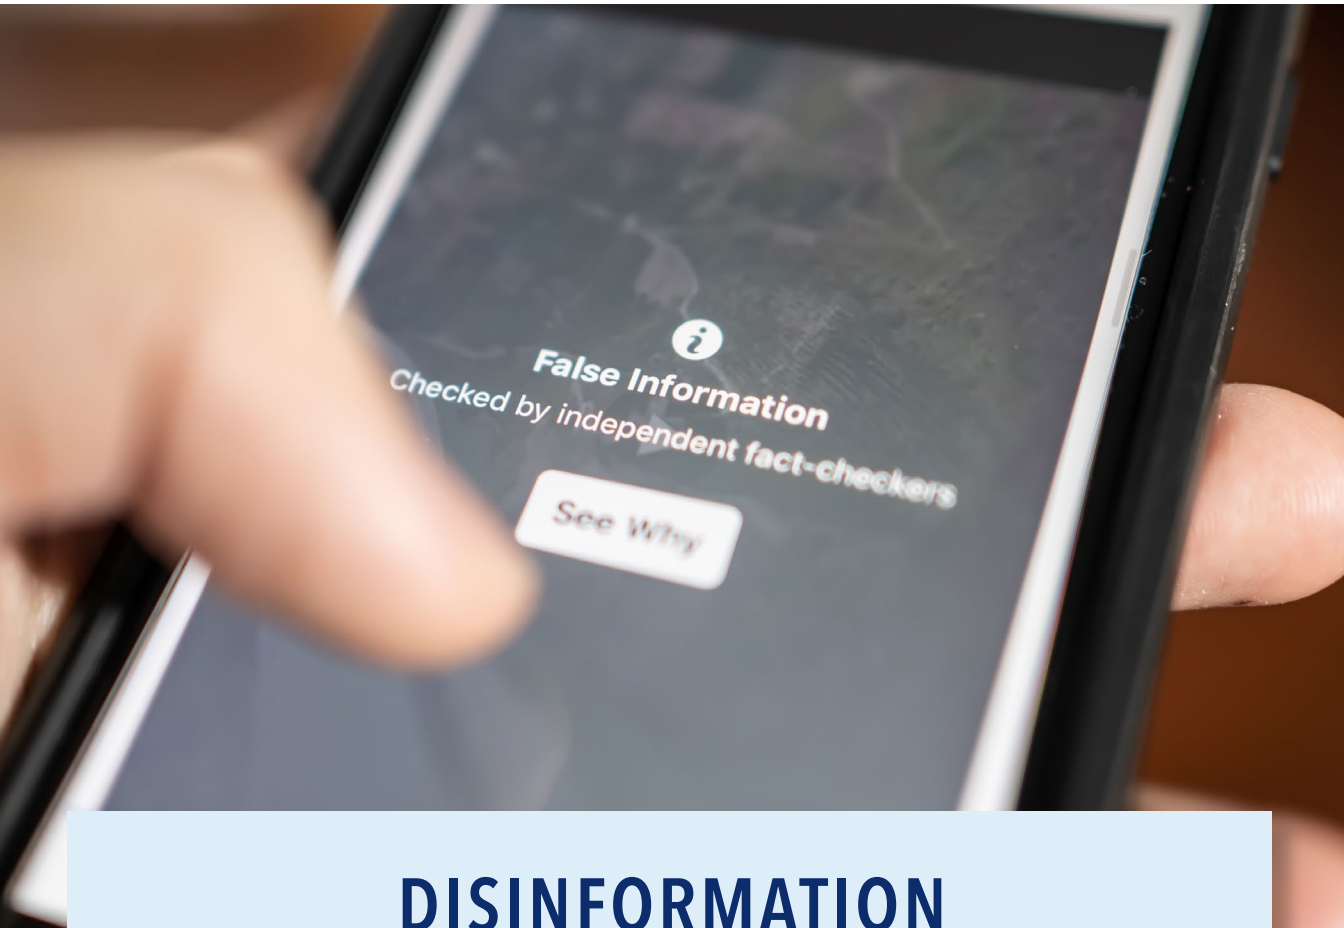 False Information
Checked by independent fact-checkers
See Why
DISINFORMATION